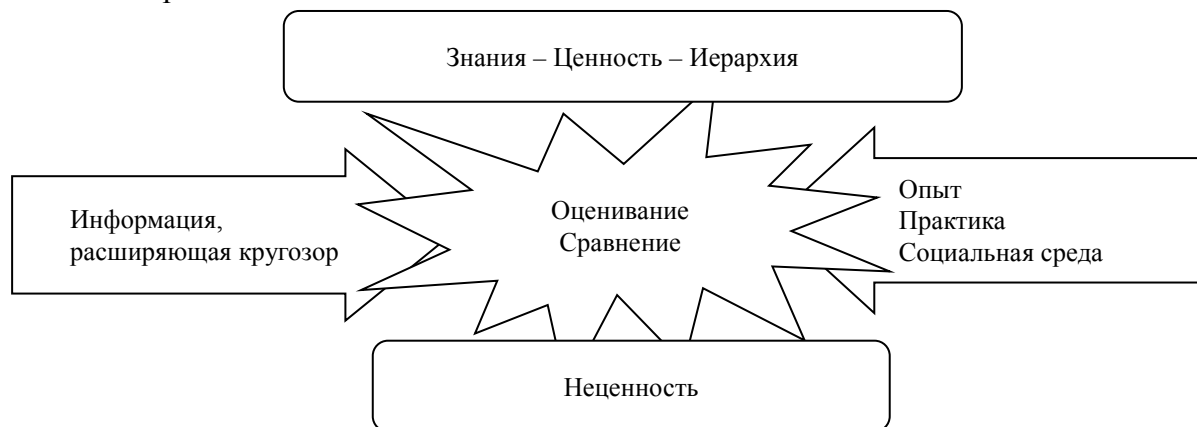 Знания – Ценность – Иерархия
Информация,
расширяющая кругозор
Оценивание
Сравнение
Опыт
Практика
Социальная среда
Неценность